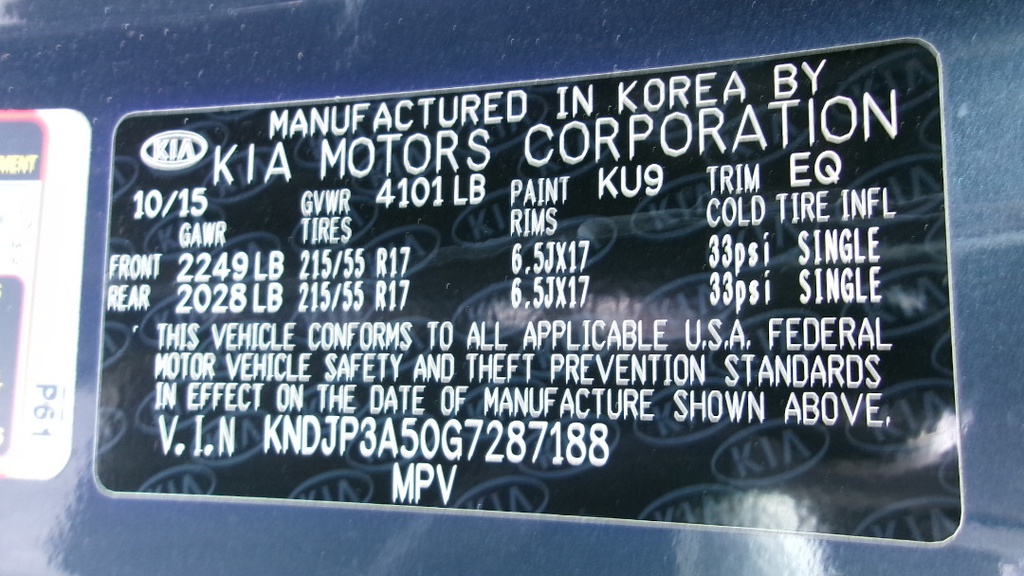 MANUFACTURED IN KOREA BY
KIA KIA MOTORS CORPORATION
10/15 GVWR 4101 LB PAINT KU9 TRIM EQ
GAWR TIRES RIMS COLD TIRE INFL
FRONT 2249 LB 215/55 R17 6.5JX17 33psi SINGLE
REAR 2028 LB 215/55 R17 6.5JX17 33psi SINGLE
THIS VEHICLE CONFORMS TO ALL APPLICABLE U.S.A. FEDERAL
MOTOR VEHICLE SAFETY AND THEFT PREVENTION STANDARDS
IN EFFECT ON THE DATE OF MANUFACTURE SHOWN ABOVE.
V.I.N KNDJP3A50G7287188
MPV
P61